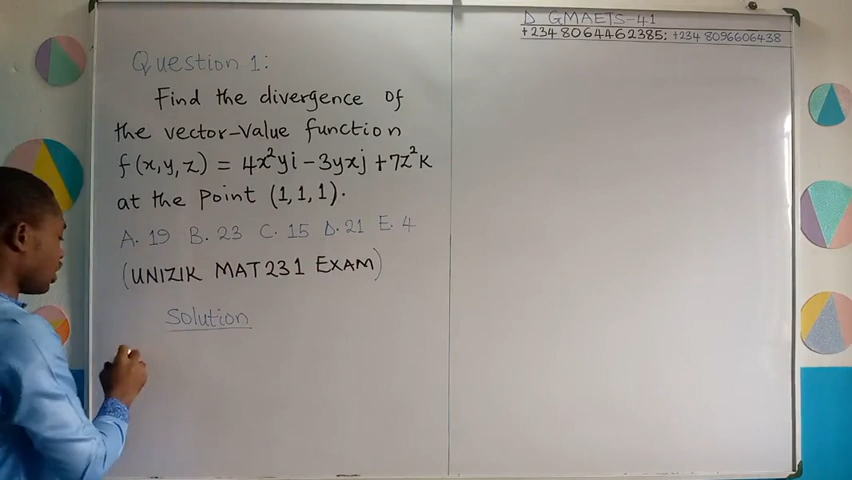 D GMAETS-41
+234 8064462385; +234 8096606438
Question 1:
Find the divergence of
the vector-value function
f(x,y,z) = 4x²yi - 3yxj + 7z²k
at the point (1,1,1).
A. 19 B. 23 C. 15 D. 21 E. 4
(UNIZIK MAT231 EXAM)
Solution